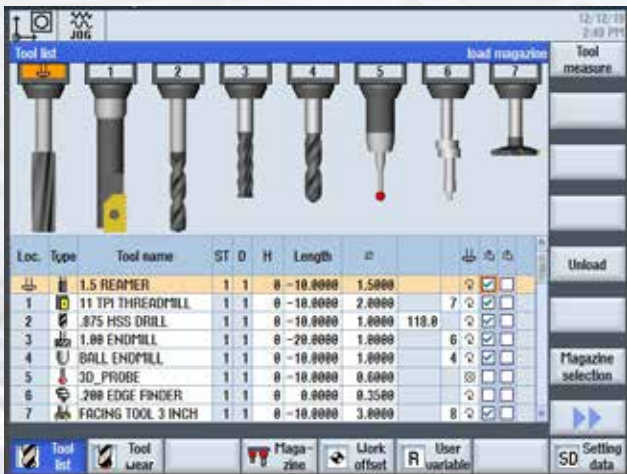 JOG
12/12/19
2:49 PM
Tool list
load magazine
Tool measure
1 2 3 4 5 6 7
Loc. Type Tool name ST D H Length Ø
1.5 REAMER 1 1 0 -10.0000 1.5000
1 11 TPI THREADMILL 1 1 0 -10.0000 2.0000 7
2 .875 HSS DRILL 1 1 0 -10.0000 1.0000 118.0
3 1.00 ENDMILL 1 1 0 -20.0000 1.0000 6
4 BALL ENDMILL 1 1 0 -10.0000 1.0000 4
5 3D_PROBE 1 1 0 -10.0000 0.6000
6 .200 EDGE FINDER 1 1 0 0.0000 0.3500
7 FACING TOOL 3 INCH 1 1 0 -10.0000 3.0000 8
Unload
Magazine selection
Tool list
Tool wear
Maga-zine
Work offset
R User variable
SD Setting data